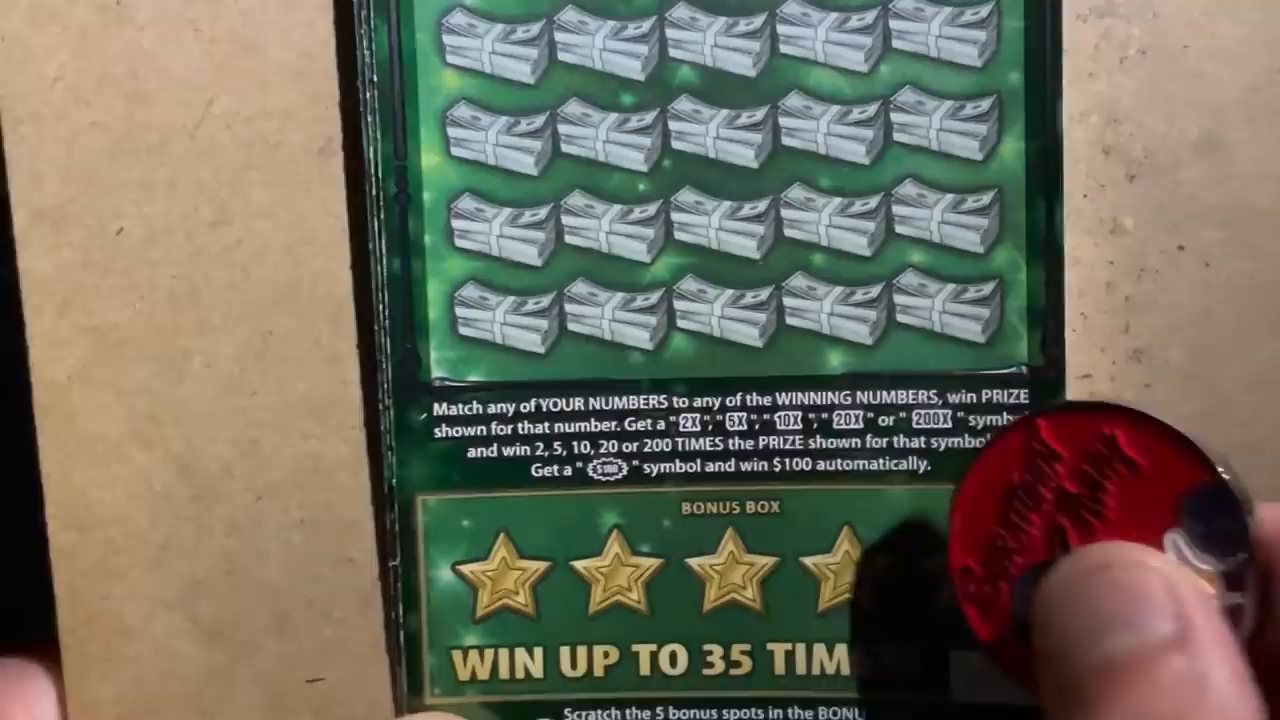 Match any of YOUR NUMBERS to any of the WINNING NUMBERS, win PRIZE
shown for that number. Get a "2X", "5X", "10X", "20X" or "200X" symb
and win 2, 5, 10, 20 or 200 TIMES the PRIZE shown for that symbol
Get a "$100" symbol and win $100 automatically.
BONUS BOX
WIN UP TO 35 TIM
Scratch the 5 bonus spots in the BONU